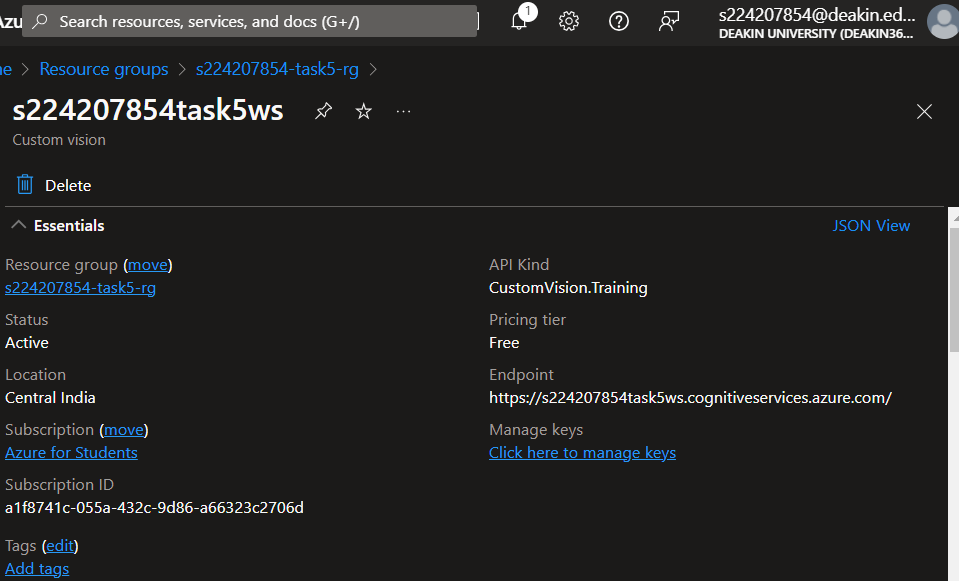 Azu
Search resources, services, and docs (G+/)
1
s224207854@deakin.ed...
DEAKIN UNIVERSITY (DEAKIN36...
ne > Resource groups > s224207854-task5-rg >
s224207854task5ws
Custom vision
Delete
Essentials
JSON View
Resource group (move)
s224207854-task5-rg
Status
Active
Location
Central India
Subscription (move)
Azure for Students
Subscription ID
a1f8741c-055a-432c-9d86-a66323c2706d
Tags (edit)
Add tags
API Kind
CustomVision.Training
Pricing tier
Free
Endpoint
https://s224207854task5ws.cognitiveservices.azure.com/
Manage keys
Click here to manage keys